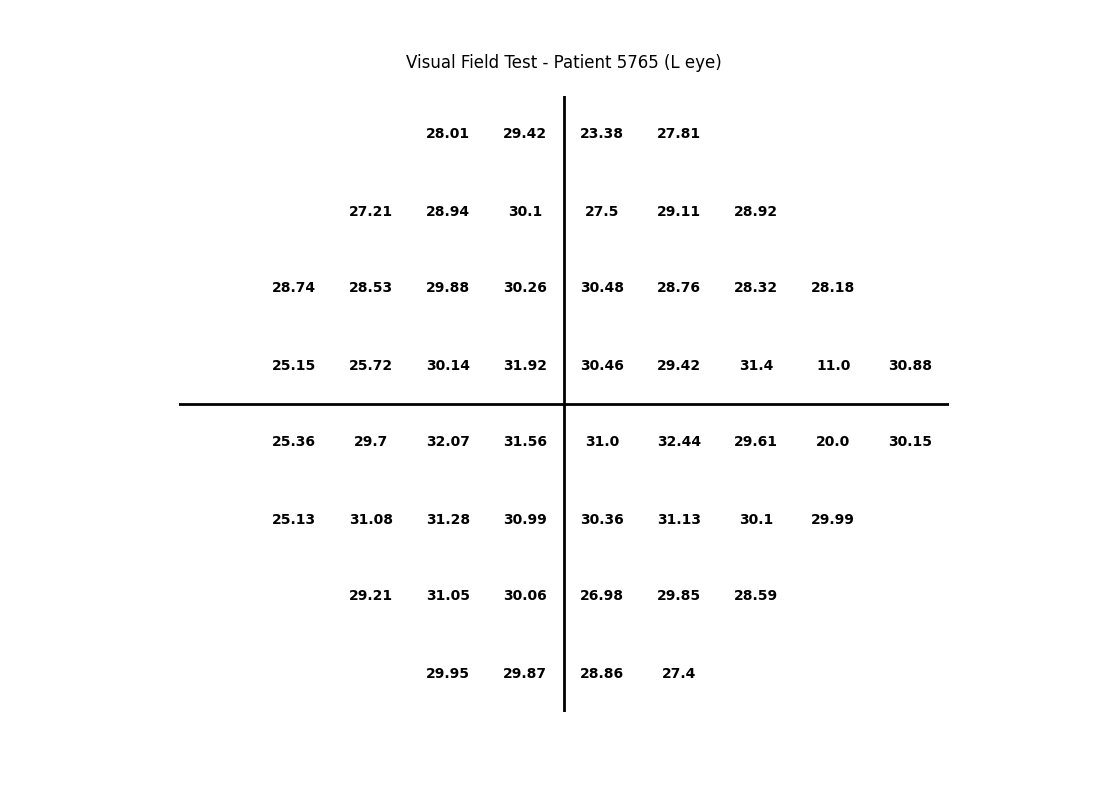 Visual Field Test - Patient 5765 (L eye)
28.01 29.42 23.38 27.81
27.21 28.94 30.1 27.5 29.11 28.92
28.74 28.53 29.88 30.26 30.48 28.76 28.32 28.18
25.15 25.72 30.14 31.92 30.46 29.42 31.4 11.0 30.88
25.36 29.7 32.07 31.56 31.0 32.44 29.61 20.0 30.15
25.13 31.08 31.28 30.99 30.36 31.13 30.1 29.99
29.21 31.05 30.06 26.98 29.85 28.59
29.95 29.87 28.86 27.4